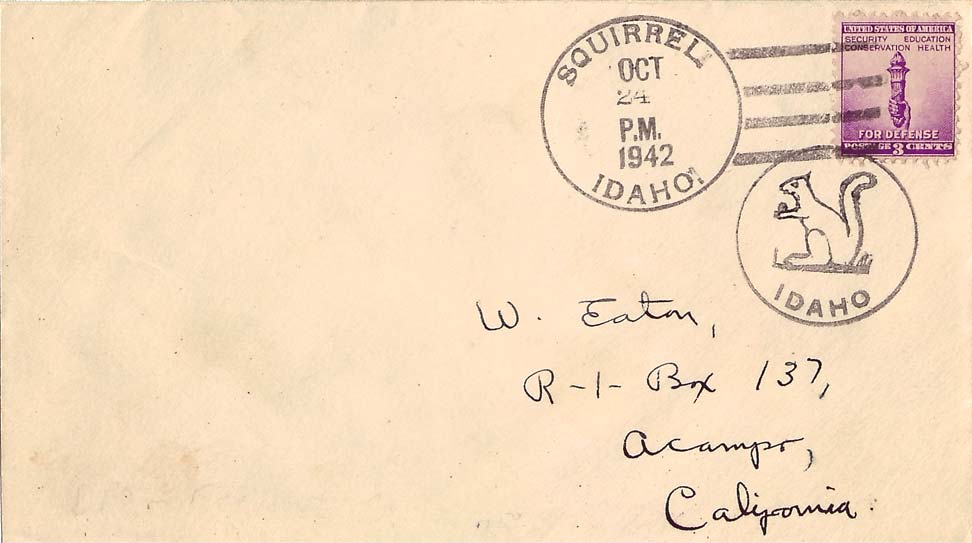 SQUIRREL,
OCT
24
P.M.
1942
IDAHO.
UNITED STATES OF AMERICA
SECURITY EDUCATION
CONSERVATION HEALTH
FOR DEFENSE
POSTAGE 3 CENTS
IDAHO
W. Eaton,
R-1- Box 137,
Acampo,
California.